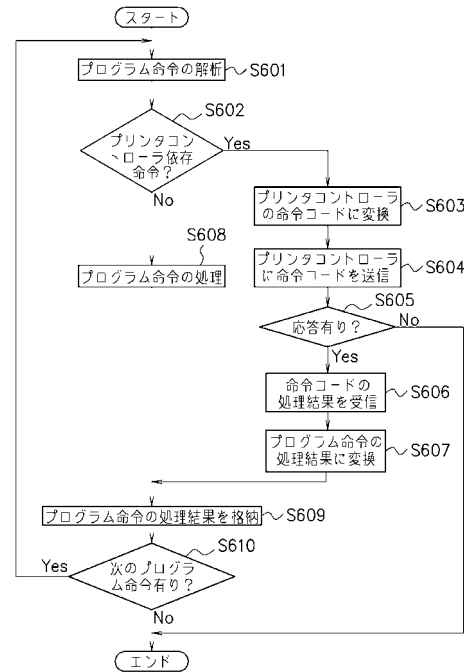 スタート
プログラム命令の解析
S601
S602
プリンタコン
トローラ依存
命令?
Yes
No
プリンタコントローラ
の命令コードに変換
S603
S608
プログラム命令の処理
プリンタコントローラ
に命令コードを送信
S604
S605
応答有り?
No
Yes
命令コードの
処理結果を受信
S606
プログラム命令の
処理結果に変換
S607
プログラム命令の処理結果を格納
S609
S610
Yes
次のプログラ
ム命令有り?
No
エンド